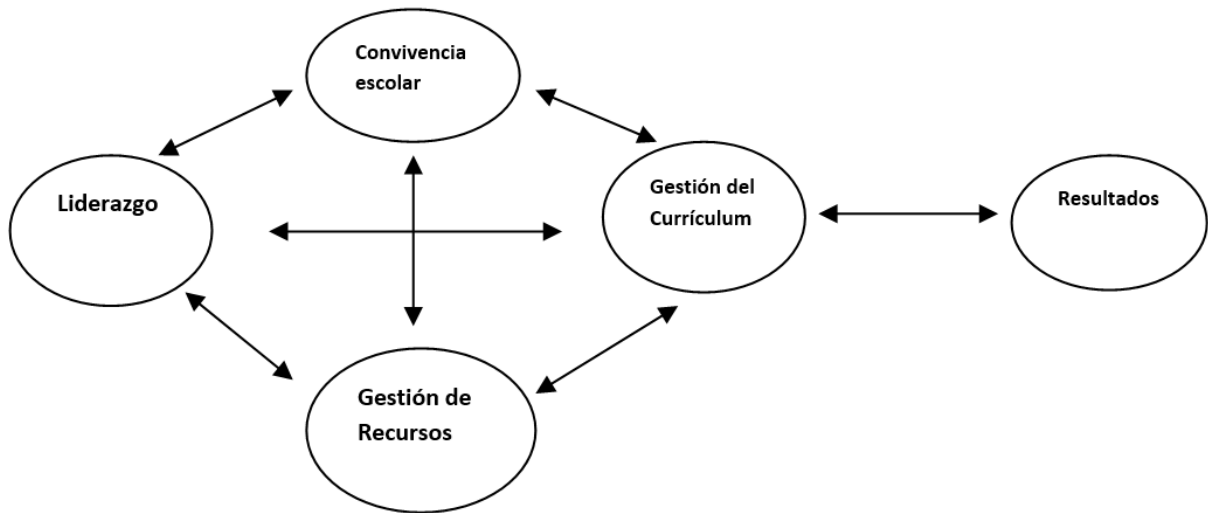 Convivencia
escolar
Liderazgo
Gestión del
Currículum
Resultados
Gestión de
Recursos